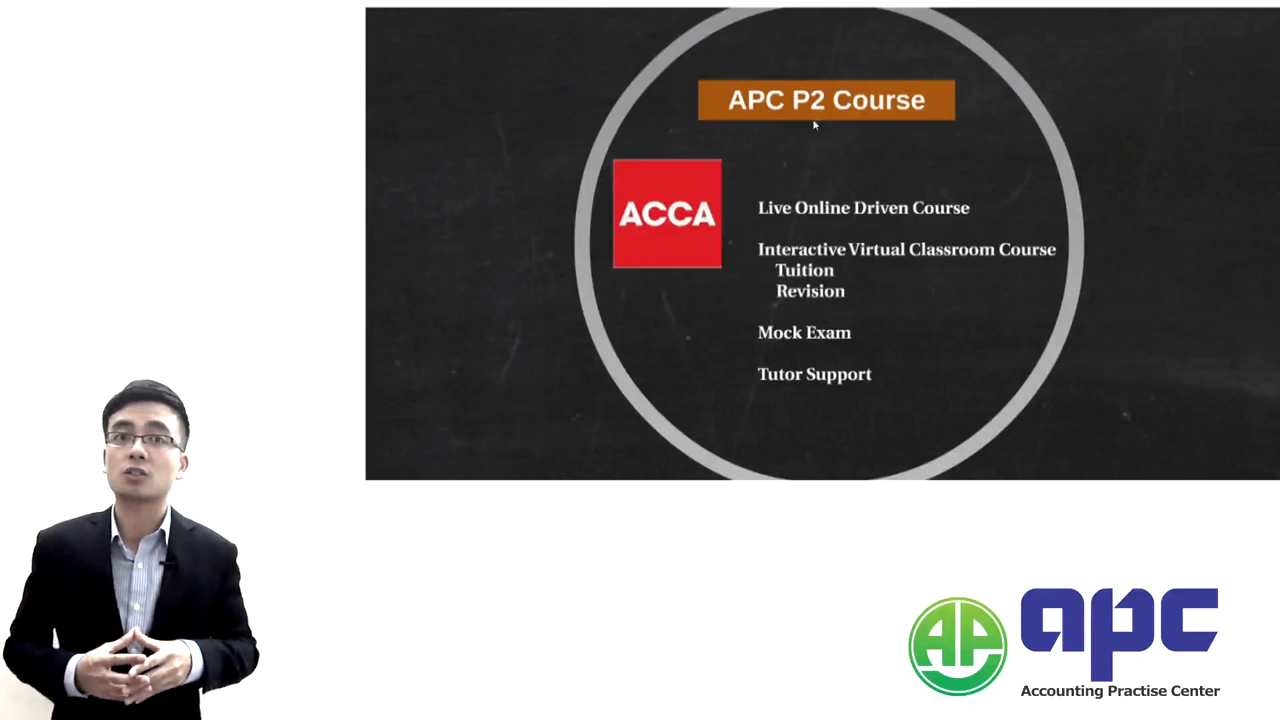 APC P2 Course
ACCA
Live Online Driven Course
Interactive Virtual Classroom Course
Tuition
Revision
Mock Exam
Tutor Support
AP
apc
Accounting Practise Center